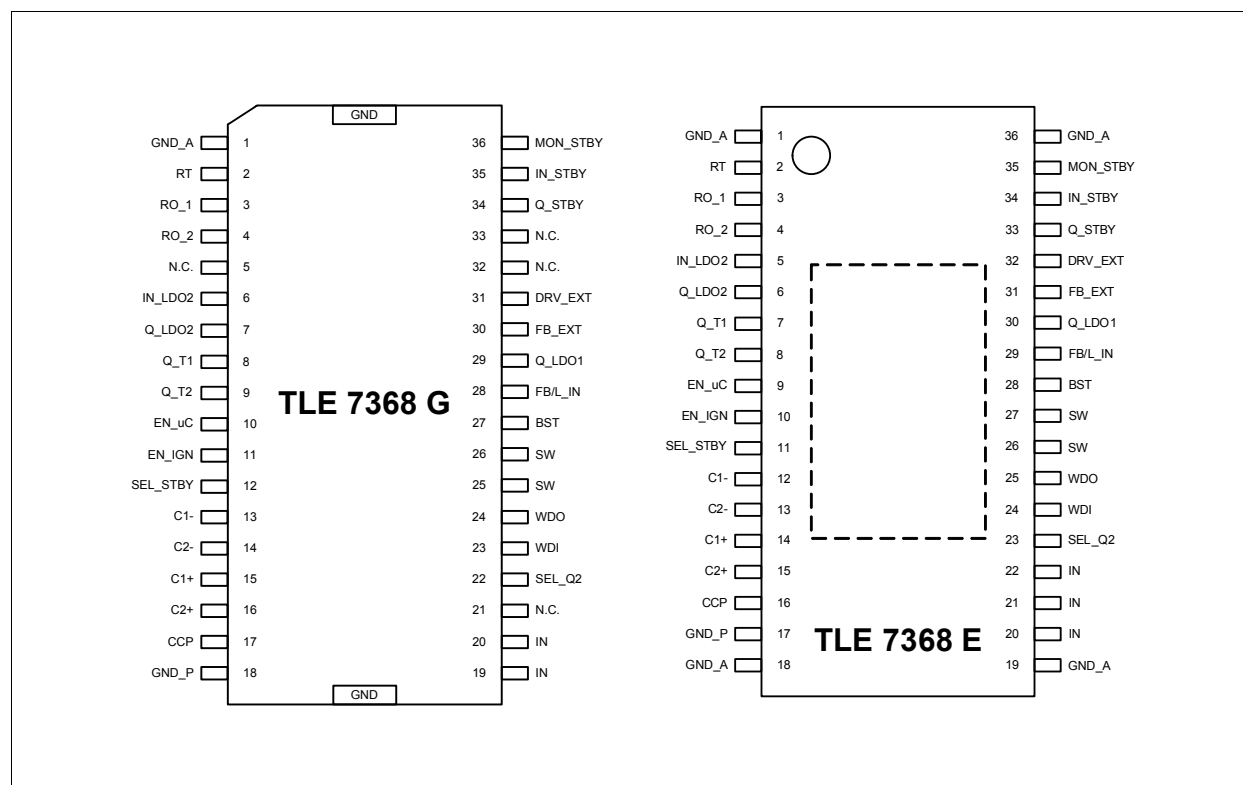 GND
GND_A 1 36 MON_STBY
RT 2 35 IN_STBY
RO_1 3 34 Q_STBY
RO_2 4 33 N.C.
N.C. 5 32 N.C.
IN_LDO2 6 31 DRV_EXT
Q_LDO2 7 30 FB_EXT
Q_T1 8 29 Q_LDO1
Q_T2 9 28 FB/L_IN
TLE 7368 G
EN_uC 10 27 BST
EN_IGN 11 26 SW
SEL_STBY 12 25 SW
C1- 13 24 WDO
C2- 14 23 WDI
C1+ 15 22 SEL_Q2
C2+ 16 21 N.C.
CCP 17 20 IN
GND_P 18 19 IN
GND
GND_A 1 36 GND_A
RT 2 35 MON_STBY
RO_1 3 34 IN_STBY
RO_2 4 33 Q_STBY
IN_LDO2 5 32 DRV_EXT
Q_LDO2 6 31 FB_EXT
Q_T1 7 30 Q_LDO1
Q_T2 8 29 FB/L_IN
EN_uC 9 28 BST
EN_IGN 10 27 SW
SEL_STBY 11 26 SW
C1- 12 25 WDO
C2- 13 24 WDI
C1+ 14 23 SEL_Q2
C2+ 15 22 IN
CCP 16 21 IN
GND_P 17 20 IN
TLE 7368 E
GND_A 18 19 GND_A